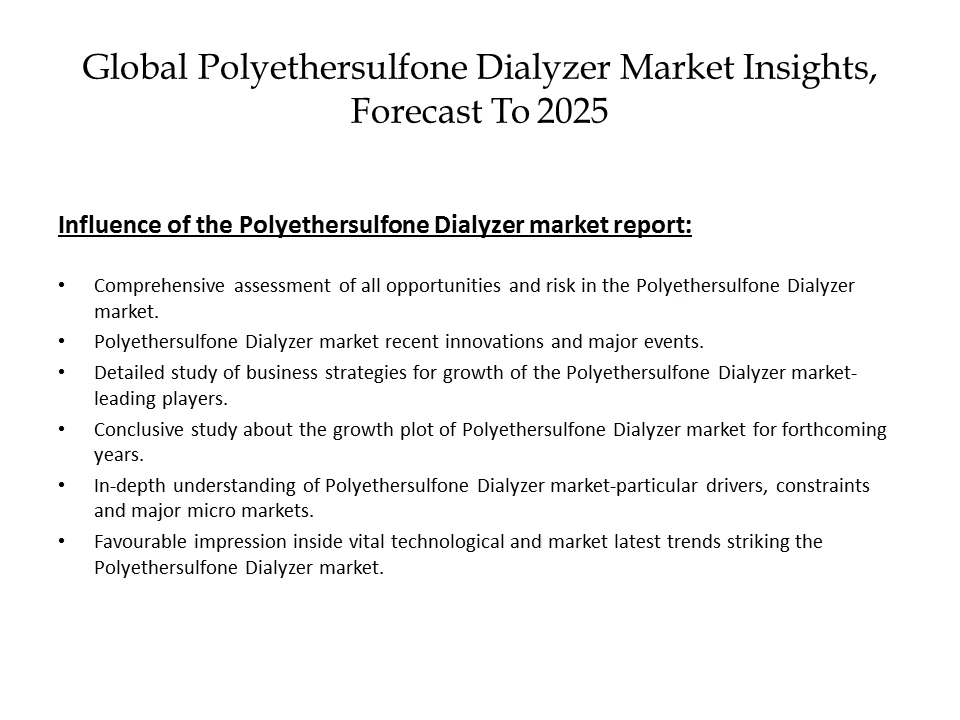 Global Polyethersulfone Dialyzer Market Insights,
Forecast To 2025
Influence of the Polyethersulfone Dialyzer market report:
• Comprehensive assessment of all opportunities and risk in the Polyethersulfone Dialyzer
market.
• Polyethersulfone Dialyzer market recent innovations and major events.
• Detailed study of business strategies for growth of the Polyethersulfone Dialyzer market-
leading players.
• Conclusive study about the growth plot of Polyethersulfone Dialyzer market for forthcoming
years.
• In-depth understanding of Polyethersulfone Dialyzer market-particular drivers, constraints
and major micro markets.
• Favourable impression inside vital technological and market latest trends striking the
Polyethersulfone Dialyzer market.